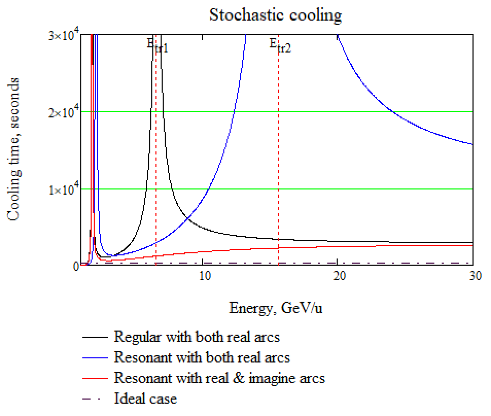 Stochastic cooling
3×10⁴
2×10⁴
1×10⁴
0
E_tr1
E_tr2
10
20
30
Cooling time, seconds
Energy, GeV/u
Regular with both real arcs
Resonant with both real arcs
Resonant with real & imagine arcs
Ideal case